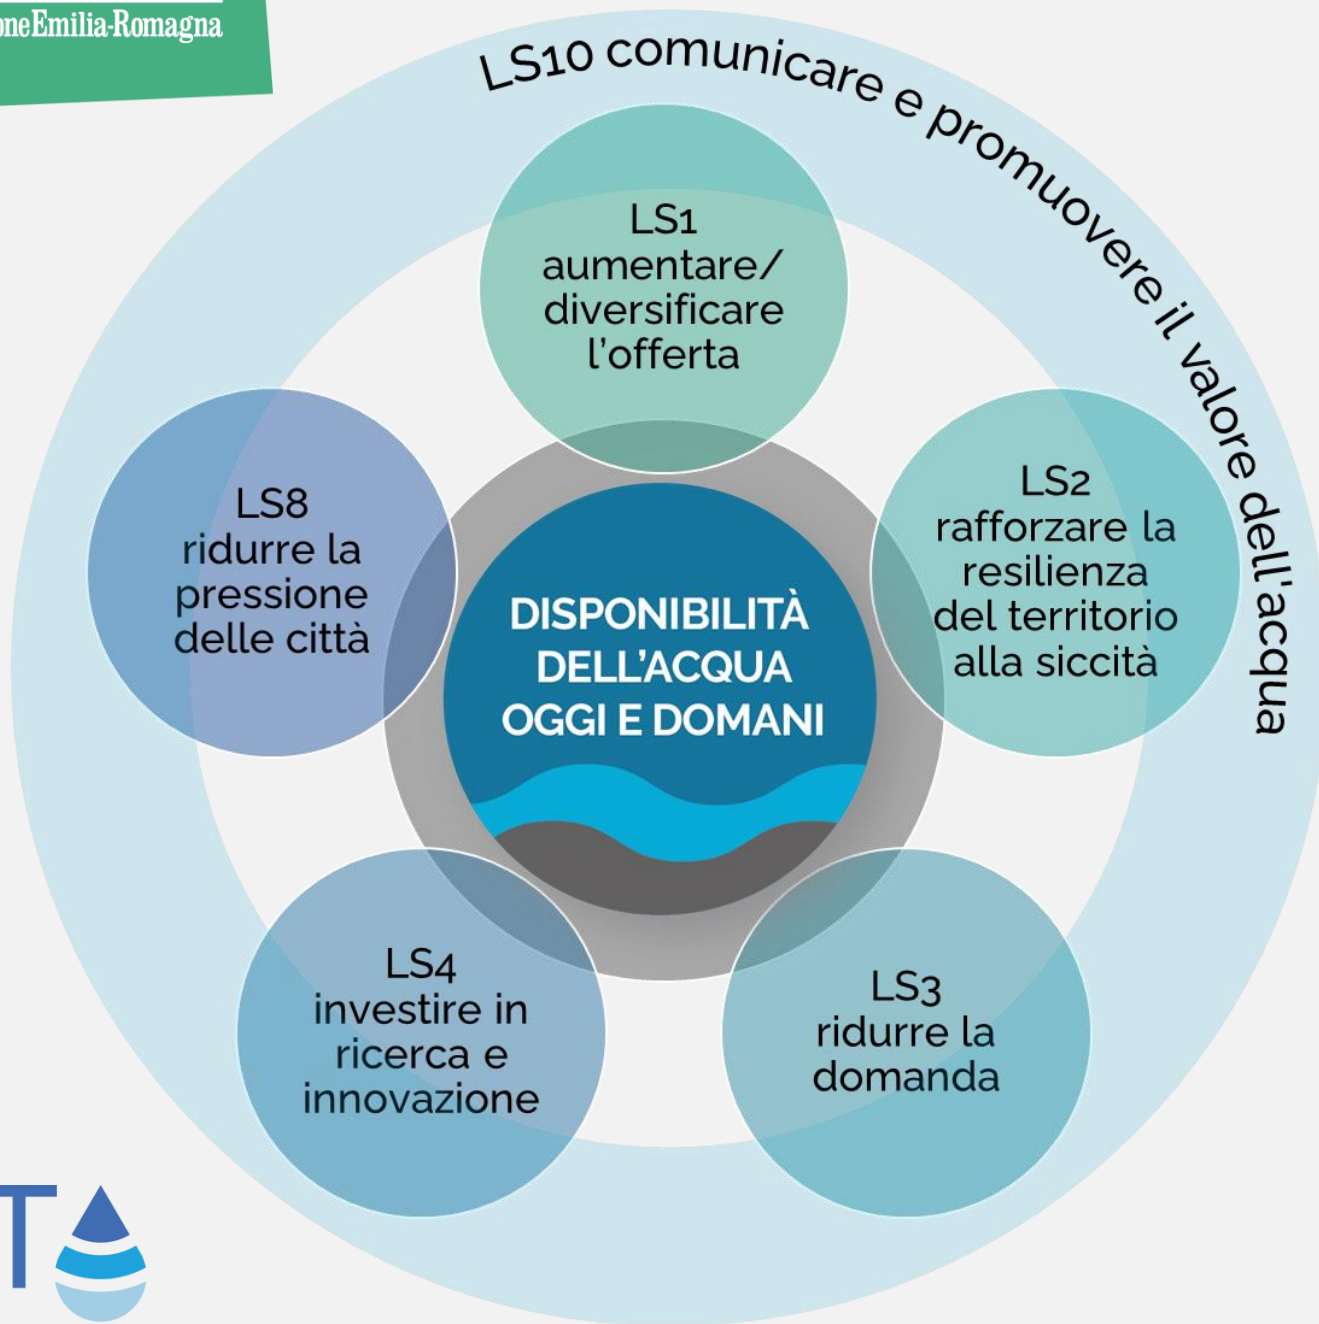 oneEmilia-Romagna
LS10 comunicare e promuovere il valore dell'acqua
LS1
aumentare/
diversificare
l'offerta
LS2
rafforzare la
resilienza
del territorio
alla siccità
LS8
ridurre la
pressione
delle città
DISPONIBILITÀ
DELL'ACQUA
OGGI E DOMANI
LS4
investire in
ricerca e
innovazione
LS3
ridurre la
domanda
T